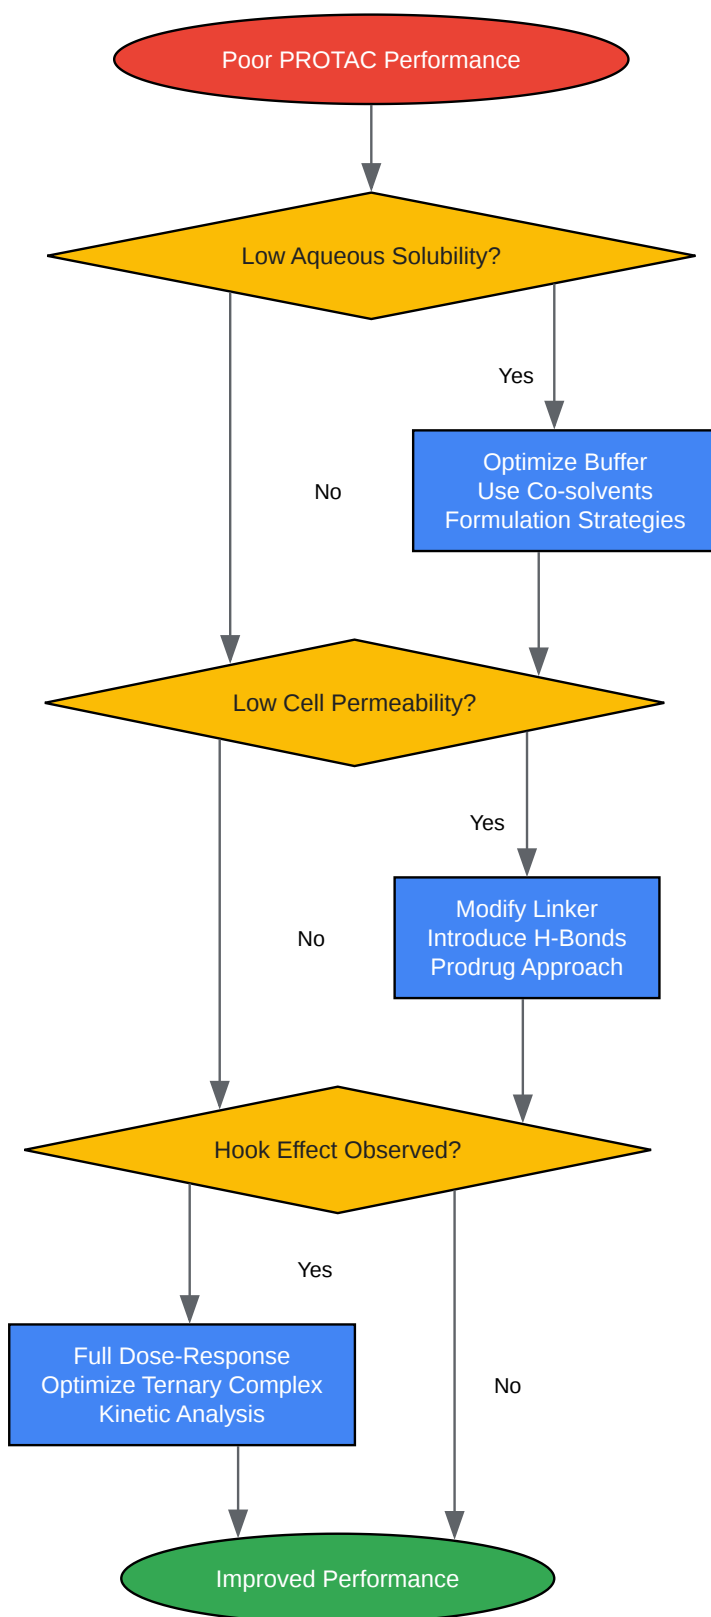 Poor PROTAC Performance
Low Aqueous Solubility?
Yes
Optimize Buffer
Use Co-solvents
Formulation Strategies
No
Low Cell Permeability?
Yes
Modify Linker
Introduce H-Bonds
Prodrug Approach
No
Hook Effect Observed?
Yes
Full Dose-Response
Optimize Ternary Complex
Kinetic Analysis
No
Improved Performance